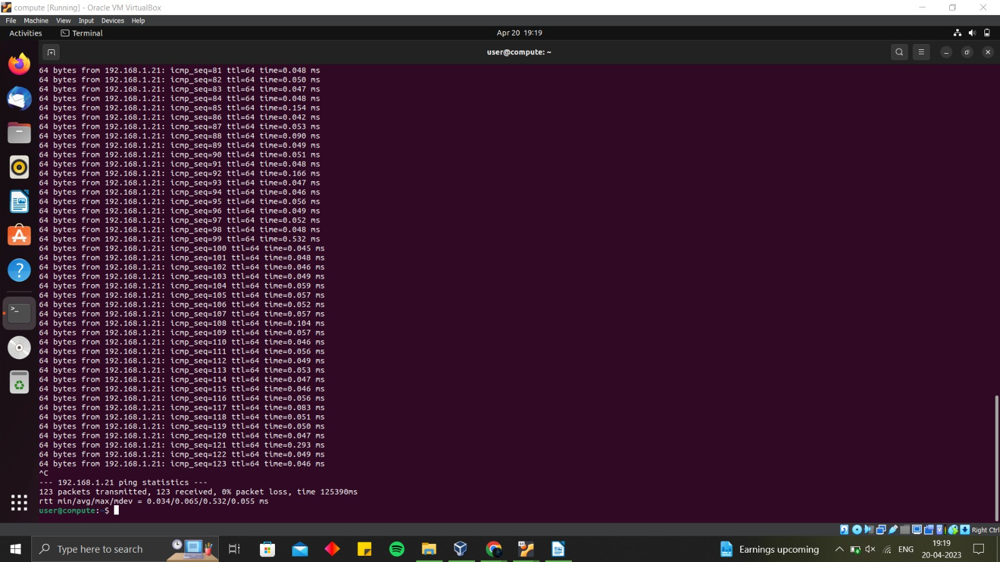 compute [Running] - Oracle VM VirtualBox
File Machine View Input Devices Help
Activities Terminal Apr 20 19:19
user@compute: ~
64 bytes from 192.168.1.21: icmp_seq=81 ttl=64 time=0.048 ms
64 bytes from 192.168.1.21: icmp_seq=82 ttl=64 time=0.050 ms
64 bytes from 192.168.1.21: icmp_seq=83 ttl=64 time=0.047 ms
64 bytes from 192.168.1.21: icmp_seq=84 ttl=64 time=0.048 ms
64 bytes from 192.168.1.21: icmp_seq=85 ttl=64 time=0.154 ms
64 bytes from 192.168.1.21: icmp_seq=86 ttl=64 time=0.042 ms
64 bytes from 192.168.1.21: icmp_seq=87 ttl=64 time=0.053 ms
64 bytes from 192.168.1.21: icmp_seq=88 ttl=64 time=0.090 ms
64 bytes from 192.168.1.21: icmp_seq=89 ttl=64 time=0.049 ms
64 bytes from 192.168.1.21: icmp_seq=90 ttl=64 time=0.051 ms
64 bytes from 192.168.1.21: icmp_seq=91 ttl=64 time=0.048 ms
64 bytes from 192.168.1.21: icmp_seq=92 ttl=64 time=0.166 ms
64 bytes from 192.168.1.21: icmp_seq=93 ttl=64 time=0.047 ms
64 bytes from 192.168.1.21: icmp_seq=94 ttl=64 time=0.046 ms
64 bytes from 192.168.1.21: icmp_seq=95 ttl=64 time=0.056 ms
64 bytes from 192.168.1.21: icmp_seq=96 ttl=64 time=0.049 ms
64 bytes from 192.168.1.21: icmp_seq=97 ttl=64 time=0.052 ms
64 bytes from 192.168.1.21: icmp_seq=98 ttl=64 time=0.048 ms
64 bytes from 192.168.1.21: icmp_seq=99 ttl=64 time=0.532 ms
64 bytes from 192.168.1.21: icmp_seq=100 ttl=64 time=0.045 ms
64 bytes from 192.168.1.21: icmp_seq=101 ttl=64 time=0.048 ms
64 bytes from 192.168.1.21: icmp_seq=102 ttl=64 time=0.046 ms
64 bytes from 192.168.1.21: icmp_seq=103 ttl=64 time=0.049 ms
64 bytes from 192.168.1.21: icmp_seq=104 ttl=64 time=0.059 ms
64 bytes from 192.168.1.21: icmp_seq=105 ttl=64 time=0.057 ms
64 bytes from 192.168.1.21: icmp_seq=106 ttl=64 time=0.052 ms
64 bytes from 192.168.1.21: icmp_seq=107 ttl=64 time=0.057 ms
64 bytes from 192.168.1.21: icmp_seq=108 ttl=64 time=0.104 ms
64 bytes from 192.168.1.21: icmp_seq=109 ttl=64 time=0.057 ms
64 bytes from 192.168.1.21: icmp_seq=110 ttl=64 time=0.046 ms
64 bytes from 192.168.1.21: icmp_seq=111 ttl=64 time=0.056 ms
64 bytes from 192.168.1.21: icmp_seq=112 ttl=64 time=0.049 ms
64 bytes from 192.168.1.21: icmp_seq=113 ttl=64 time=0.053 ms
64 bytes from 192.168.1.21: icmp_seq=114 ttl=64 time=0.047 ms
64 bytes from 192.168.1.21: icmp_seq=115 ttl=64 time=0.046 ms
64 bytes from 192.168.1.21: icmp_seq=116 ttl=64 time=0.056 ms
64 bytes from 192.168.1.21: icmp_seq=117 ttl=64 time=0.083 ms
64 bytes from 192.168.1.21: icmp_seq=118 ttl=64 time=0.051 ms
64 bytes from 192.168.1.21: icmp_seq=119 ttl=64 time=0.050 ms
64 bytes from 192.168.1.21: icmp_seq=120 ttl=64 time=0.047 ms
64 bytes from 192.168.1.21: icmp_seq=121 ttl=64 time=0.293 ms
64 bytes from 192.168.1.21: icmp_seq=122 ttl=64 time=0.049 ms
64 bytes from 192.168.1.21: icmp_seq=123 ttl=64 time=0.046 ms
^C
--- 192.168.1.21 ping statistics ---
123 packets transmitted, 123 received, 0% packet loss, time 125390ms
rtt min/avg/max/mdev = 0.034/0.065/0.532/0.055 ms
user@compute:~$
Right Ctrl
Type here to search
Earnings upcoming
ENG
19:19
20-04-2023